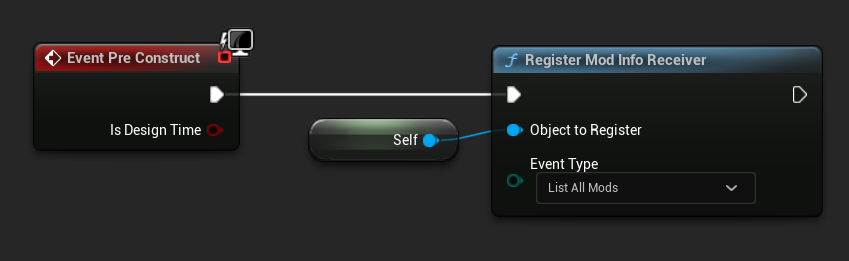 Event Pre Construct
Is Design Time
Self
Register Mod Info Receiver
Object to Register
Event Type
List All Mods